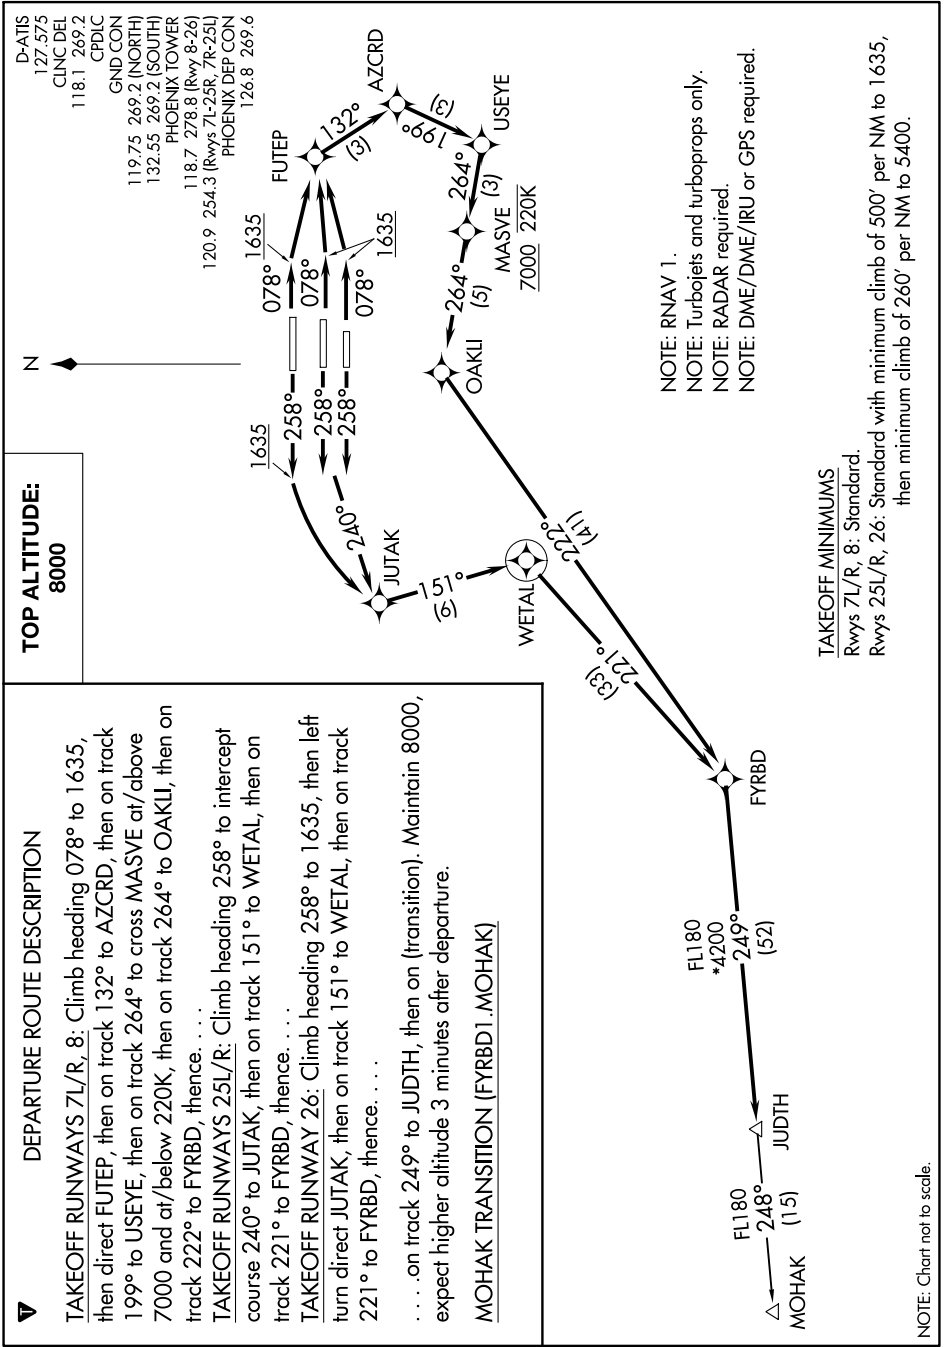 DEPARTURE ROUTE DESCRIPTION
TAKEOFF RUNWAYS 7L/R, 8: Climb heading 078° to 1635,
then direct FUTEP, then on track 132° to AZCRD, then on track
199° to USEYE, then on track 264° to cross MASVE at/above
7000 and at/below 220K, then on track 264° to OAKLI, then on
track 222° to FYRBD, thence. . . .
TAKEOFF RUNWAYS 25L/R: Climb heading 258° to intercept
course 240° to JUTAK, then on track 151° to WETAL, then on
track 221° to FYRBD, thence. . . .
TAKEOFF RUNWAY 26: Climb heading 258° to 1635, then left
turn direct JUTAK, then on track 151° to WETAL, then on track
221° to FYRBD, thence. . . .
. . . .on track 249° to JUDTH, then on (transition). Maintain 8000,
expect higher altitude 3 minutes after departure.
MOHAK TRANSITION (FYRBD1.MOHAK)
TOP ALTITUDE:
8000
N
D-ATIS
127.575
CLNC DEL
118.1 269.2
CPDLC
GND CON
119.75 269.2 (NORTH)
132.55 269.2 (SOUTH)
PHOENIX TOWER
118.7 278.8 (Rwy 8-26)
120.9 254.3 (Rwys 7L-25R, 7R-25L)
PHOENIX DEP CON
126.8 269.6
1635
258°
258°
258°
240°
JUTAK
151°
(6)
WETAL
221°
(33)
1635
078°
078°
078°
1635
FUTEP
132°
(3)
AZCRD
199°
(3)
USEYE
264°
(3)
MASVE
7000 220K
264°
(5)
OAKLI
222°
(41)
FYRBD
FL180
*4200
249°
(52)
JUDTH
FL180
248°
(15)
MOHAK
NOTE: RNAV 1.
NOTE: Turbojets and turboprops only.
NOTE: RADAR required.
NOTE: DME/DME/IRU or GPS required.
TAKEOFF MINIMUMS
Rwys 7L/R, 8: Standard.
Rwys 25L/R, 26: Standard with minimum climb of 500' per NM to 1635,
then minimum climb of 260' per NM to 5400.
NOTE: Chart not to scale.